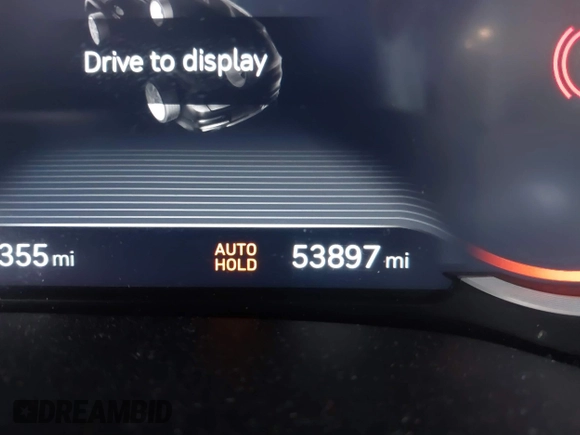 Drive to display
355 mi
AUTO
HOLD
53897 mi
DREAMBID